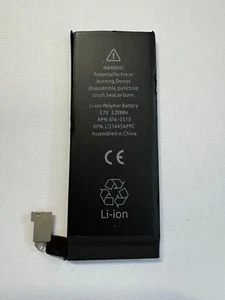 WARNING
Potential for fire or
burning. Do not
disassemble, puncture,
crush, heat or burn
Li-ion Polymer Battery
3.7V 5.25Whr
APN: 616-0513
VPN: LIS1445APPC
Assembled in China
CE
Li-ion